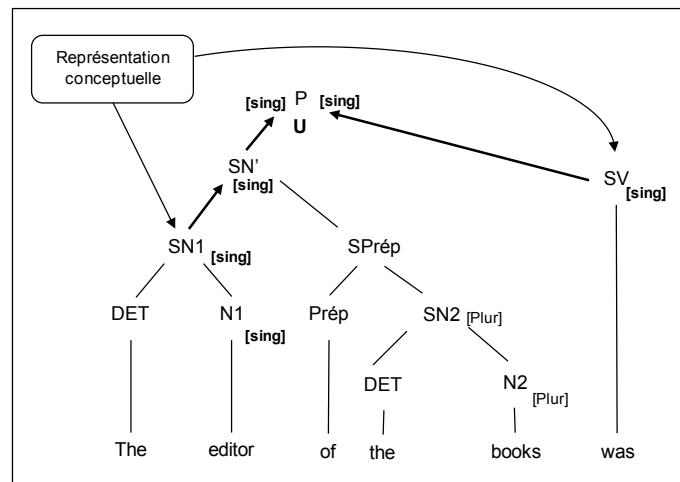 Représentation
conceptuelle
[sing] P [sing]
U
SN'
[sing]
SV
[sing]
SN1 [sing]
SPrép
DET N1 Prép SN2 [Plur]
[sing]
DET N2 [Plur]
The editor of the books was